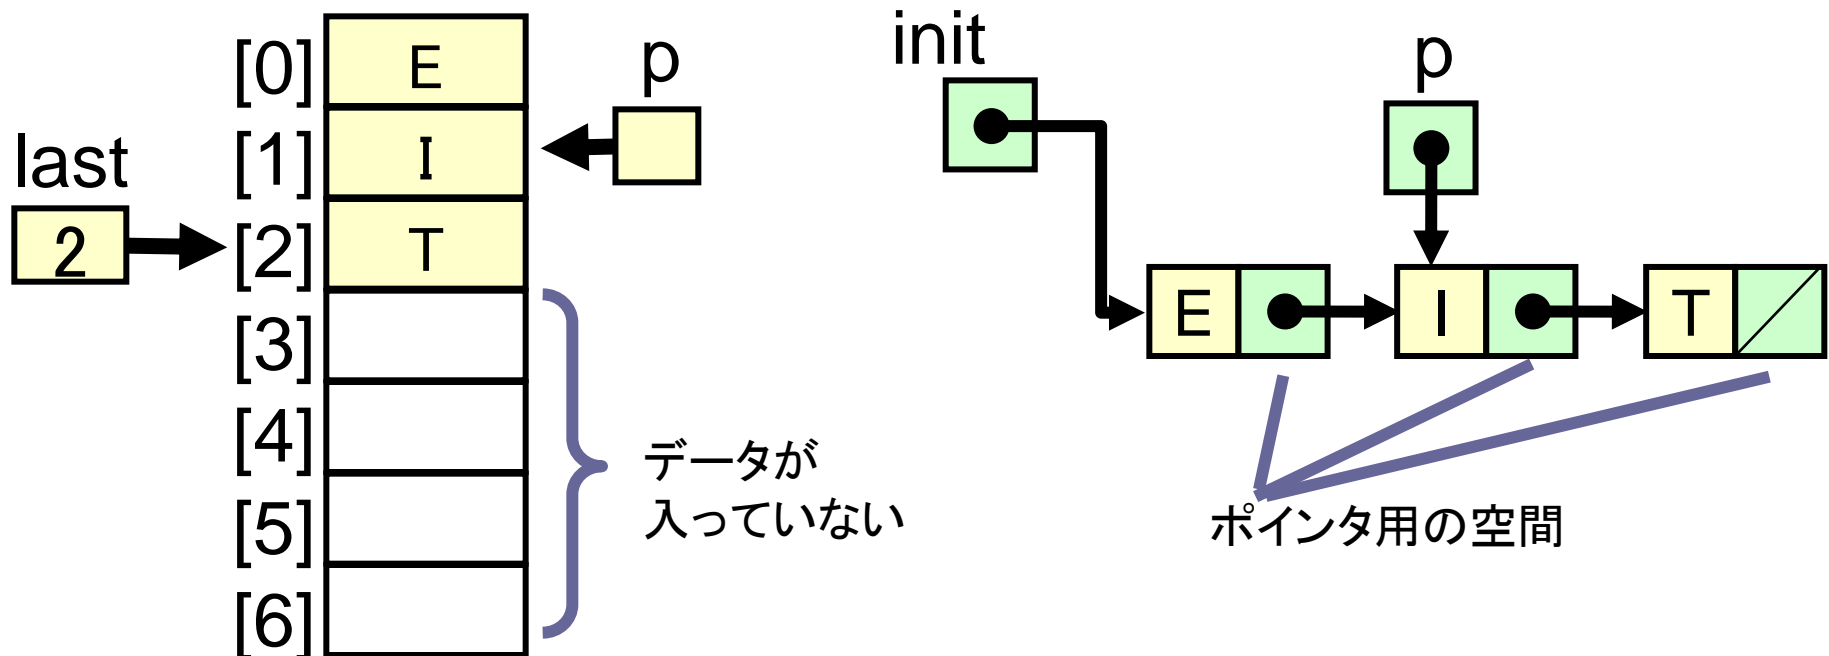 last
2
[0] E
[1] I
[2] T
[3]
[4]
[5]
[6]
p
データが
入っていない
init
p
E I T
ポインタ用の空間